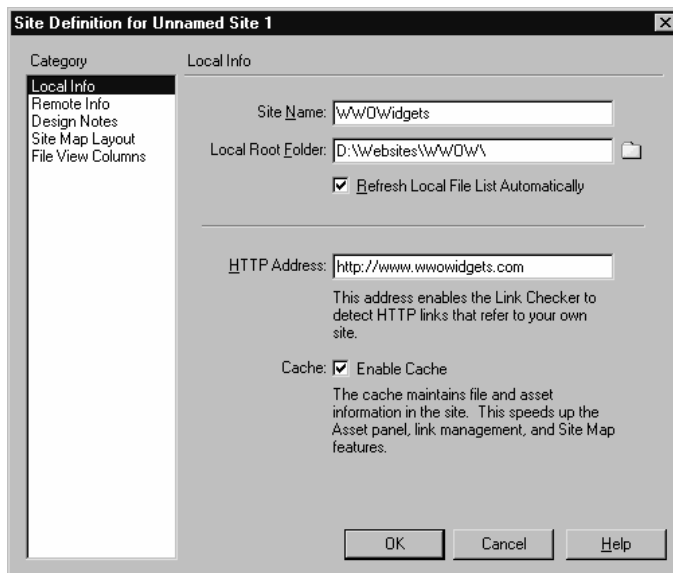 Site Definition for Unnamed Site 1
Category
Local Info
Remote Info
Design Notes
Site Map Layout
File View Columns
Local Info
Site Name: WWOWidgets
Local Root Folder: D:\Websites\WWOW\
Refresh Local File List Automatically
HTTP Address: http://www.wwowidgets.com
This address enables the Link Checker to
detect HTTP links that refer to your own
site.
Cache: Enable Cache
The cache maintains file and asset
information in the site. This speeds up the
Asset panel, link management, and Site Map
features.
OK Cancel Help